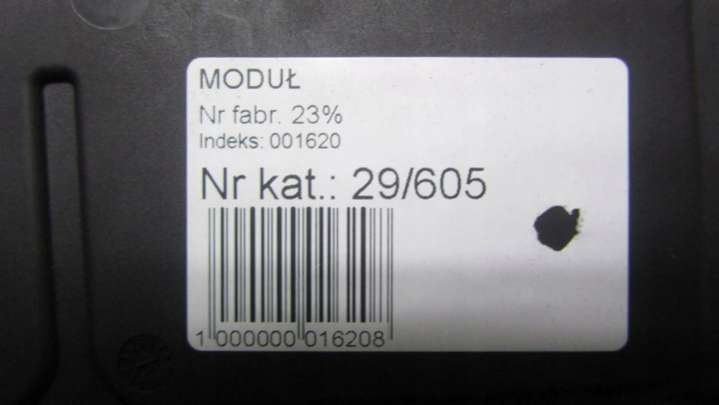 MODUŁ
Nr fabr. 23%
Indeks: 001620
Nr kat.: 29/605
1 000000 016208